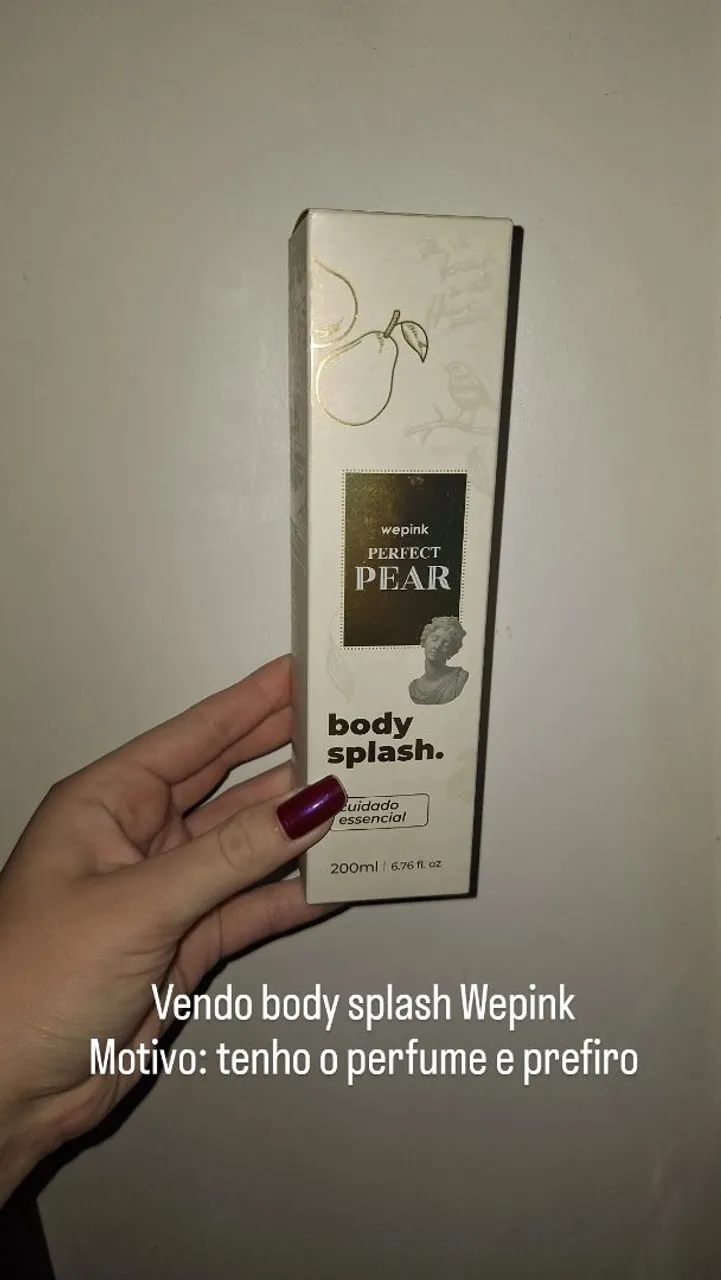 wepink
PERFECT
PEAR
body
splash.
cuidado
essencial
200ml | 6.76 fl. oz
Vendo body splash Wepink
Motivo: tenho o perfume e prefiro